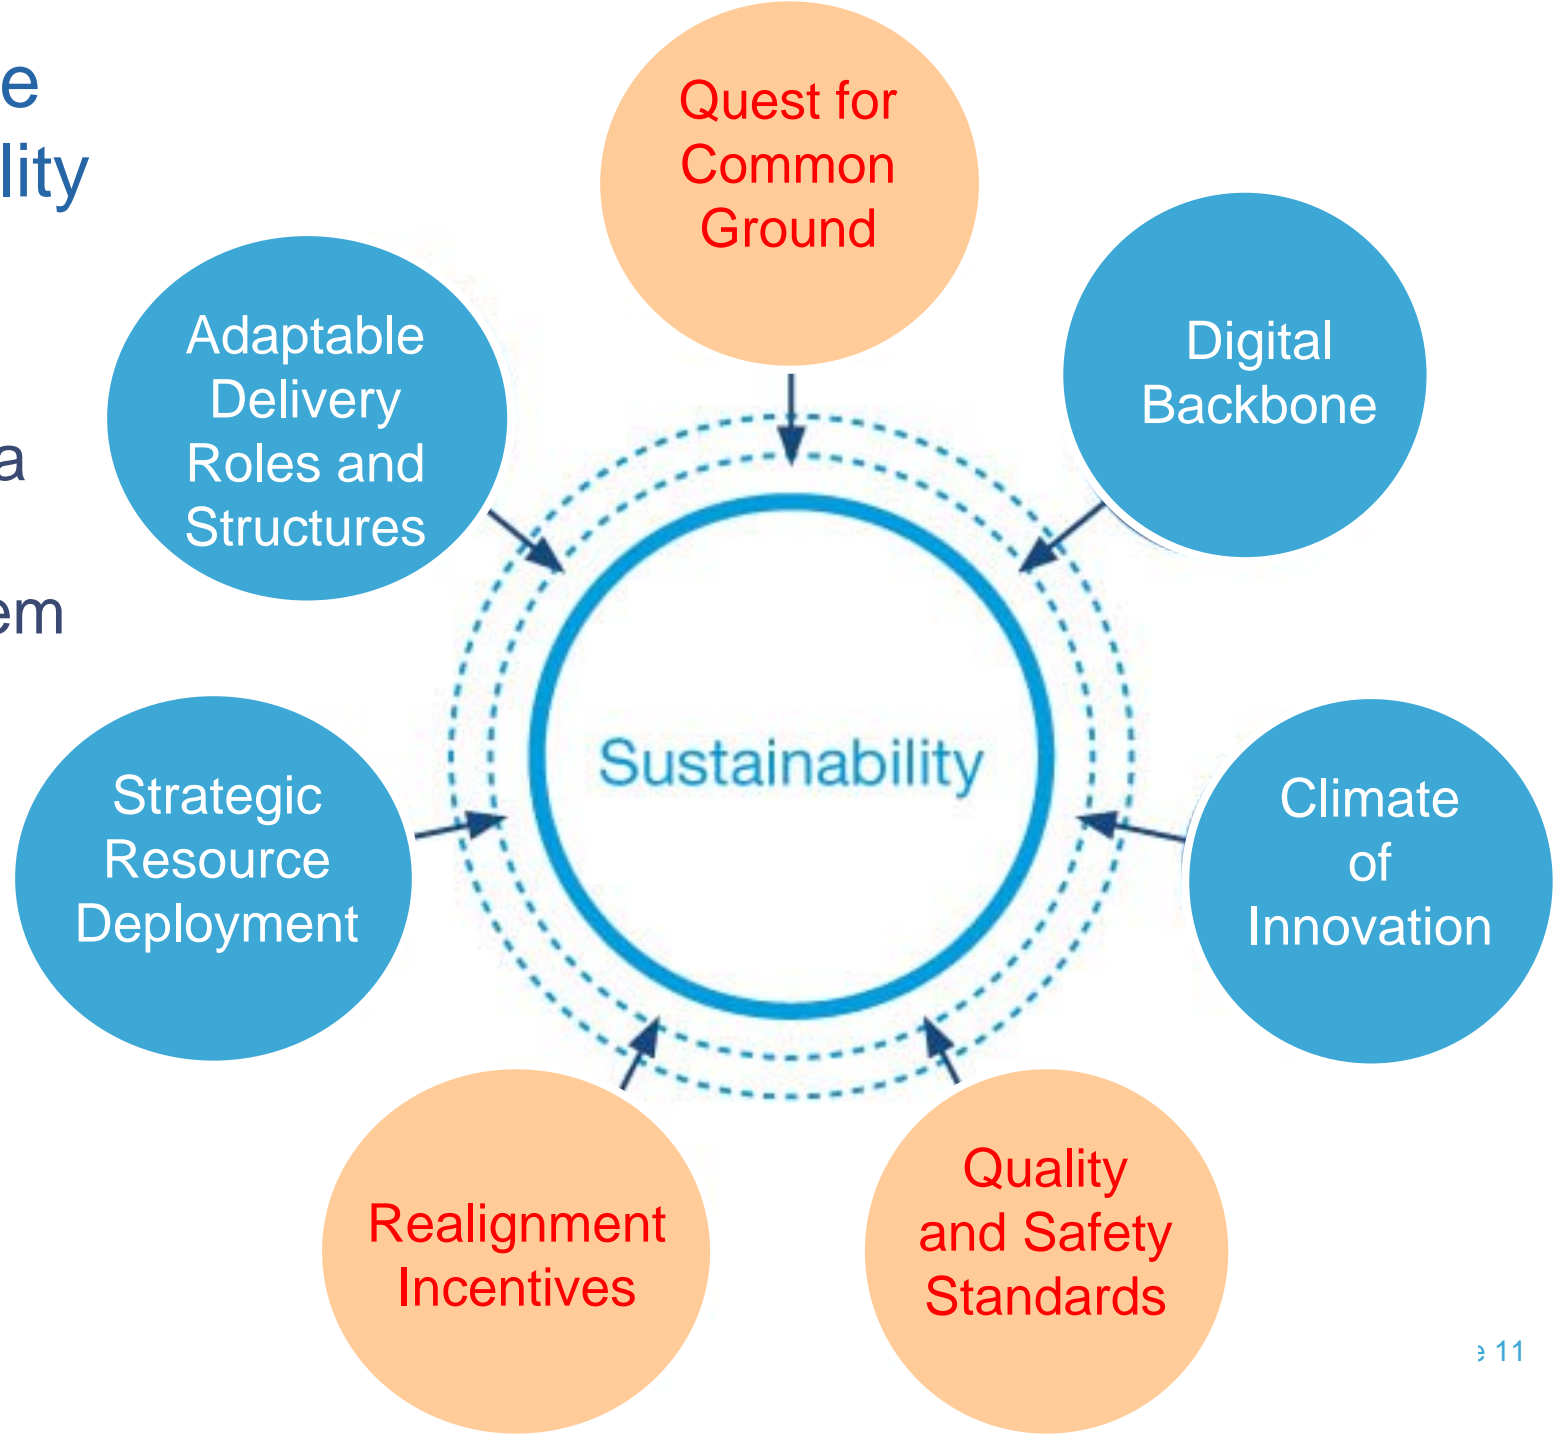 e
lity
a
em
Quest for
Common
Ground
Adaptable
Delivery
Roles and
Structures
Digital
Backbone
Sustainability
Strategic
Resource
Deployment
Climate
of
Innovation
Realignment
Incentives
Quality
and Safety
Standards
e 11